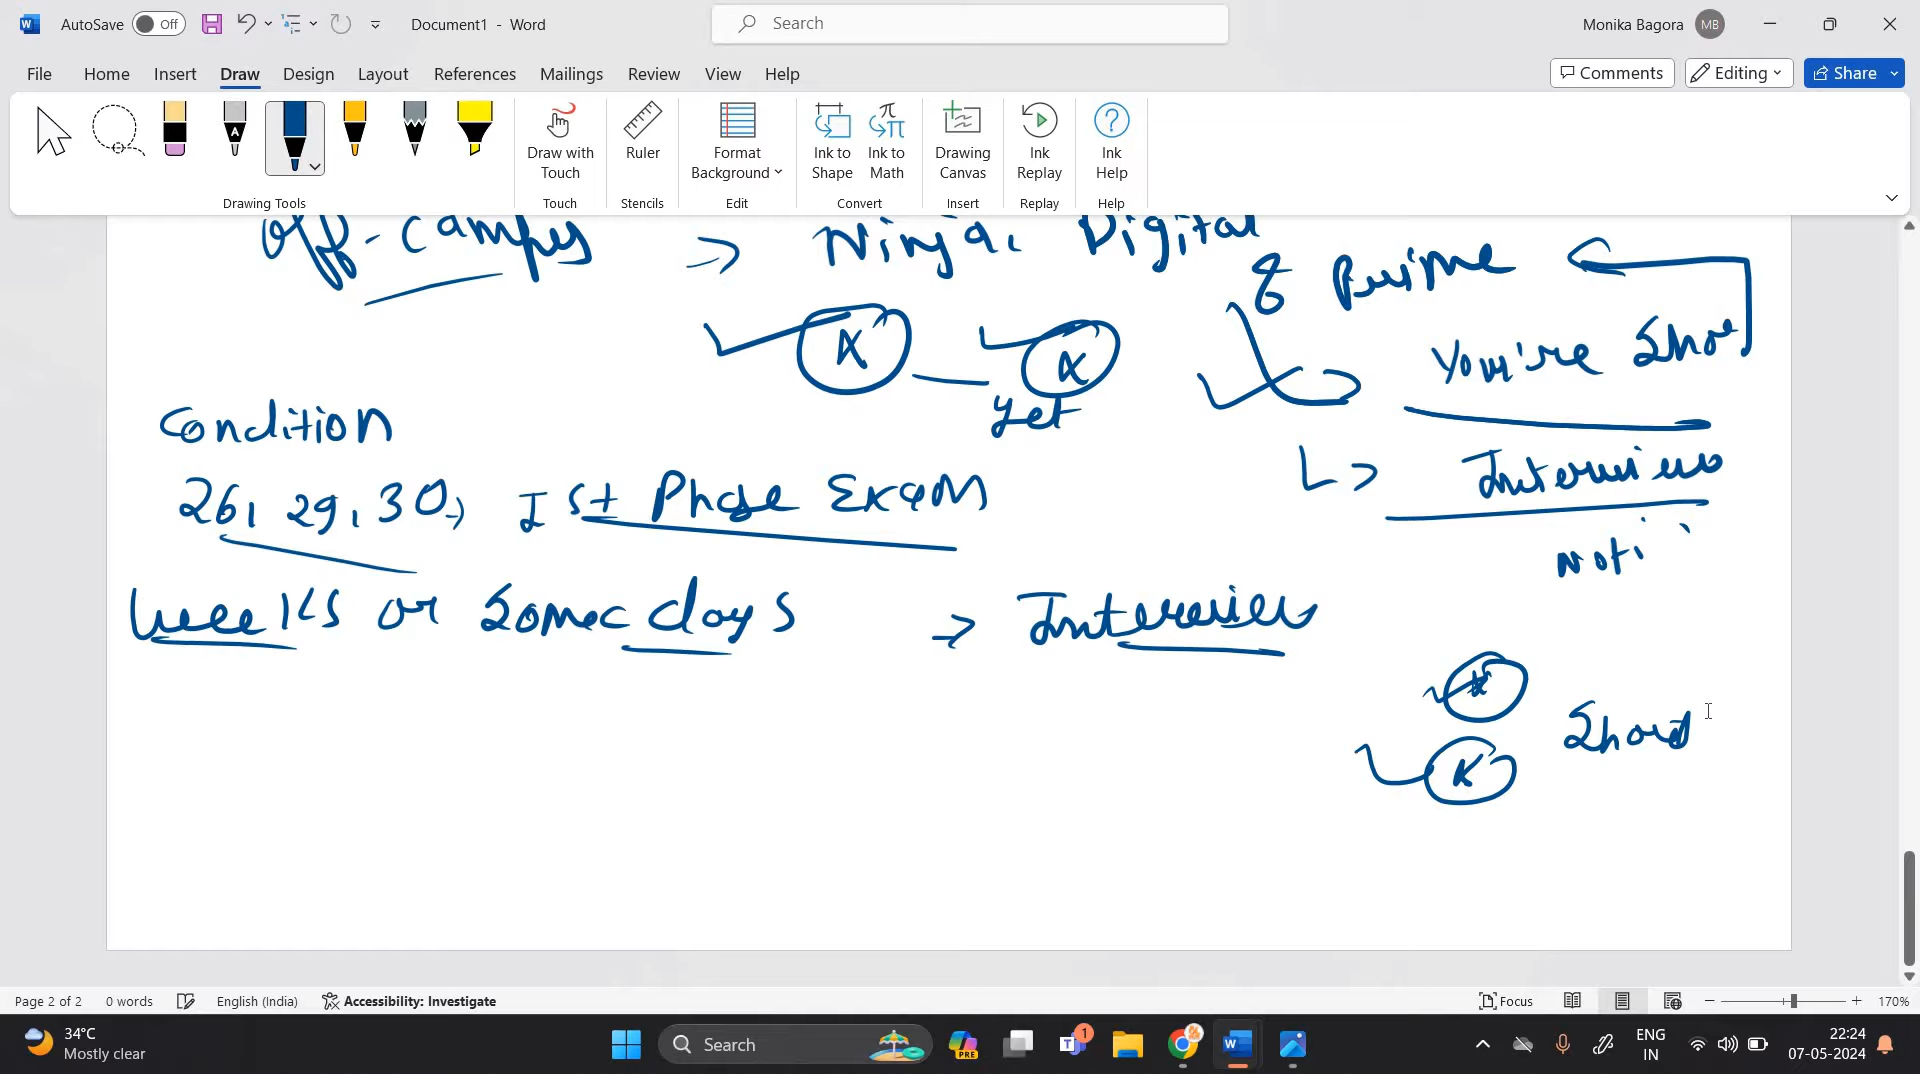 AutoSave Off Document1 - Word Search Monika Bagora MB
File Home Insert Draw Design Layout References Mailings Review View Help Comments Editing Share
Draw with Touch Ruler Format Background Ink to Shape Ink to Math Drawing Canvas Ink Replay Ink Help
Drawing Tools Touch Stencils Edit Convert Insert Replay Help
Off-campus → Ninja, Digital
& Prime
You're Shor
yet
Condition
Interview
26, 29, 30, Ist Phase Exam
noti
Weeks or Some days → Interview
Short
Page 2 of 2 0 words English (India) Accessibility: Investigate Focus 170%
34°C
Mostly clear
Search
PRE
1
ENG
IN
22:24
07-05-2024